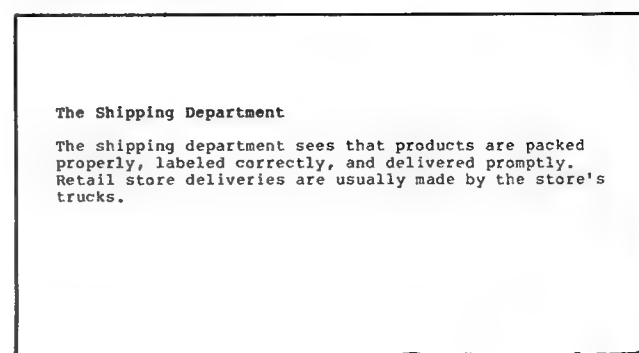 The Shipping Department
The shipping department sees that products are packed
properly, labeled correctly, and delivered promptly.
Retail store deliveries are usually made by the store's
trucks.